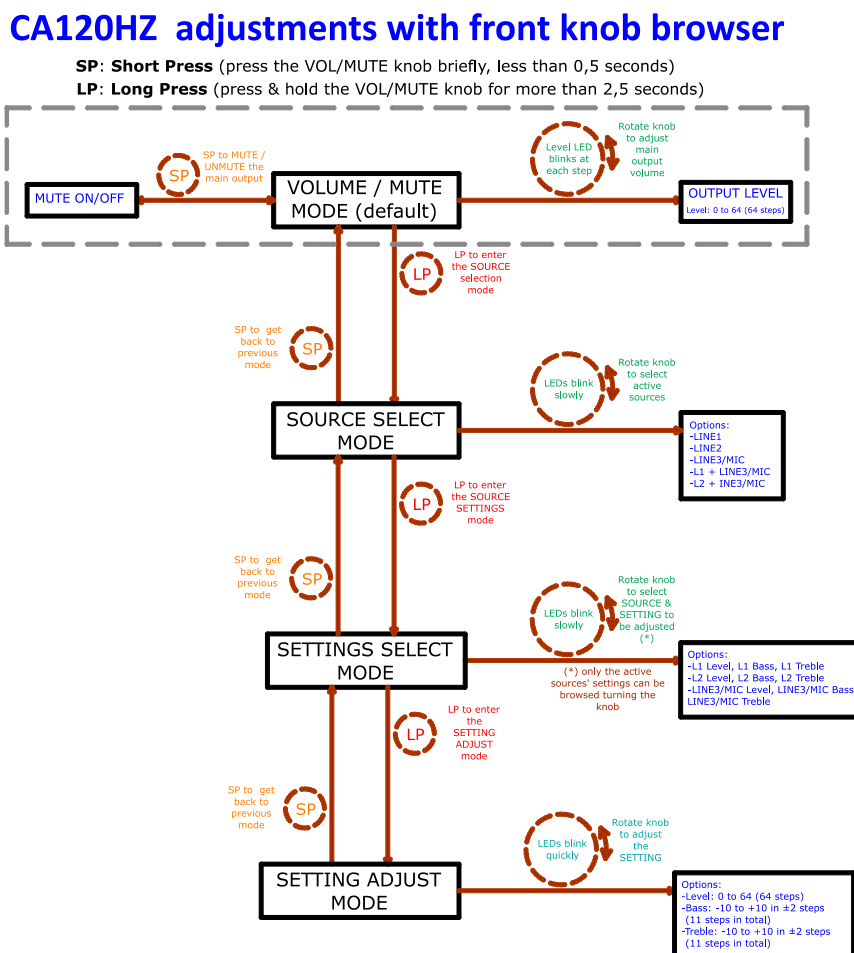 CA120HZ adjustments with front knob browser
SP: Short Press (press the VOL/MUTE knob briefly, less than 0,5 seconds)
LP: Long Press (press & hold the VOL/MUTE knob for more than 2,5 seconds)
SP to MUTE /
UNMUTE the
main output
SP
MUTE ON/OFF
VOLUME / MUTE
MODE (default)
Level LED
blinks at
each step
Rotate knob
to adjust
main
output
volume
OUTPUT LEVEL
Level: 0 to 64 (64 steps)
LP
LP to enter
the SOURCE
selection
mode
SP to get
back to
previous
mode
SP
SOURCE SELECT
MODE
LEDs blink
slowly
Rotate knob
to select
active
sources
Options:
-LINE1
-LINE2
-LINE3/MIC
-L1 + LINE3/MIC
-L2 + INE3/MIC
LP
LP to enter
the SOURCE
SETTINGS
mode
SP to get
back to
previous
mode
SP
SETTINGS SELECT
MODE
LEDs blink
slowly
Rotate knob
to select
SOURCE &
SETTING to
be adjusted
(*)
(*) only the active
sources' settings can be
browsed turning the
knob
Options:
-L1 Level, L1 Bass, L1 Treble
-L2 Level, L2 Bass, L2 Treble
-LINE3/MIC Level, LINE3/MIC Bass
LINE3/MIC Treble
LP
LP to enter
the
SETTING
ADJUST
mode
SP to get
back to
previous
mode
SP
SETTING ADJUST
MODE
LEDs blink
quickly
Rotate knob
to adjust
the
SETTING
Options:
-Level: 0 to 64 (64 steps)
-Bass: -10 to +10 in ±2 steps
(11 steps in total)
-Treble: -10 to +10 in ±2 steps
(11 steps in total)